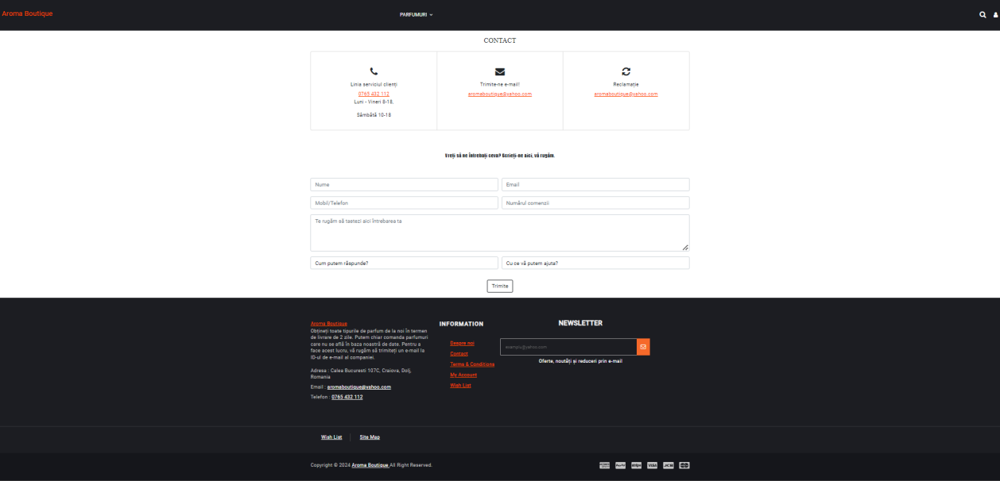 Aroma Boutique
PARFUMURI
CONTACT
Linia serviciul clienți
0765 432 112
Luni - Vineri 8-18,
Sâmbătă 10-18
Trimite-ne e-mail!
aromaboutique@yahoo.com
Reclamație
aromaboutique@yahoo.com
Vreți să ne întrebați ceva? Scrieți-ne aici, vă rugăm.
Nume
Email
Mobil/Telefon
Numărul comenzii
Te rugăm să tastezi aici întrebarea ta
Cum putem răspunde?
Cu ce vă putem ajuta?
Trimite
Aroma Boutique
Obțineți toate tipurile de parfum de la noi în termen
de livrare de 2 zile. Putem chiar comanda parfumuri
care nu se află în baza noastră de date. Pentru a
face acest lucru, vă rugăm să trimiteți un e-mail la
ID-ul de e-mail al companiei.
Adresa : Calea Bucuresti 107C, Craiova, Dolj,
Romania
Email : aromaboutique@yahoo.com
Telefon : 0765 432 112
INFORMATION
Despre noi
Contact
Terms & Conditions
My Account
Wish List
NEWSLETTER
exemplu@yahoo.com
Oferte, noutăți și reduceri prin e-mail
Wish List
Site Map
Copyright © 2024 Aroma Boutique All Right Reserved.
PayPal
stripe
VISA
JCB